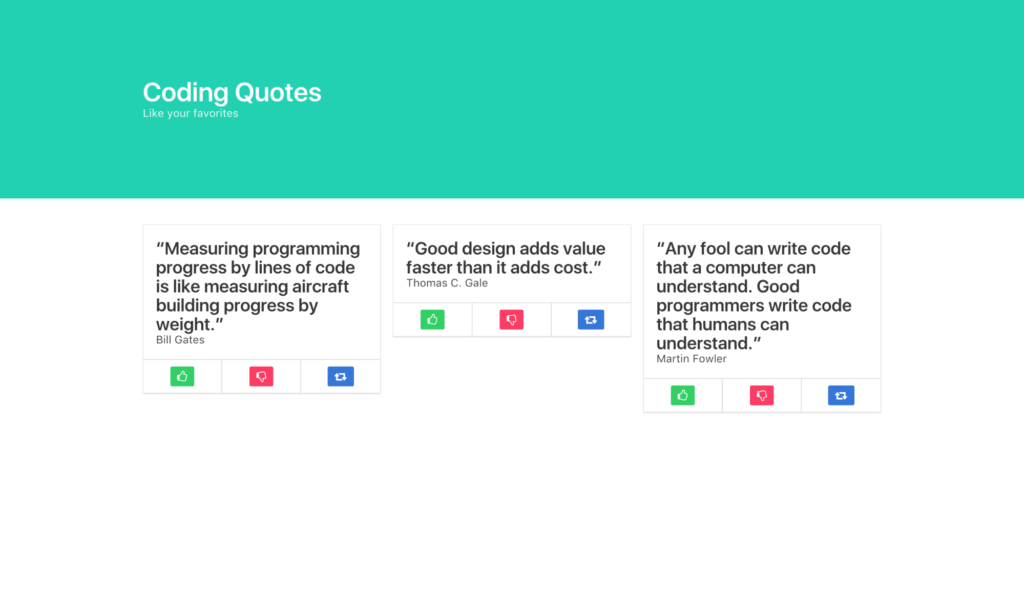 Coding Quotes
Like your favorites
“Measuring programming
progress by lines of code
is like measuring aircraft
building progress by
weight.”
Bill Gates
“Good design adds value
faster than it adds cost.”
Thomas C. Gale
“Any fool can write code
that a computer can
understand. Good
programmers write code
that humans can
understand.”
Martin Fowler